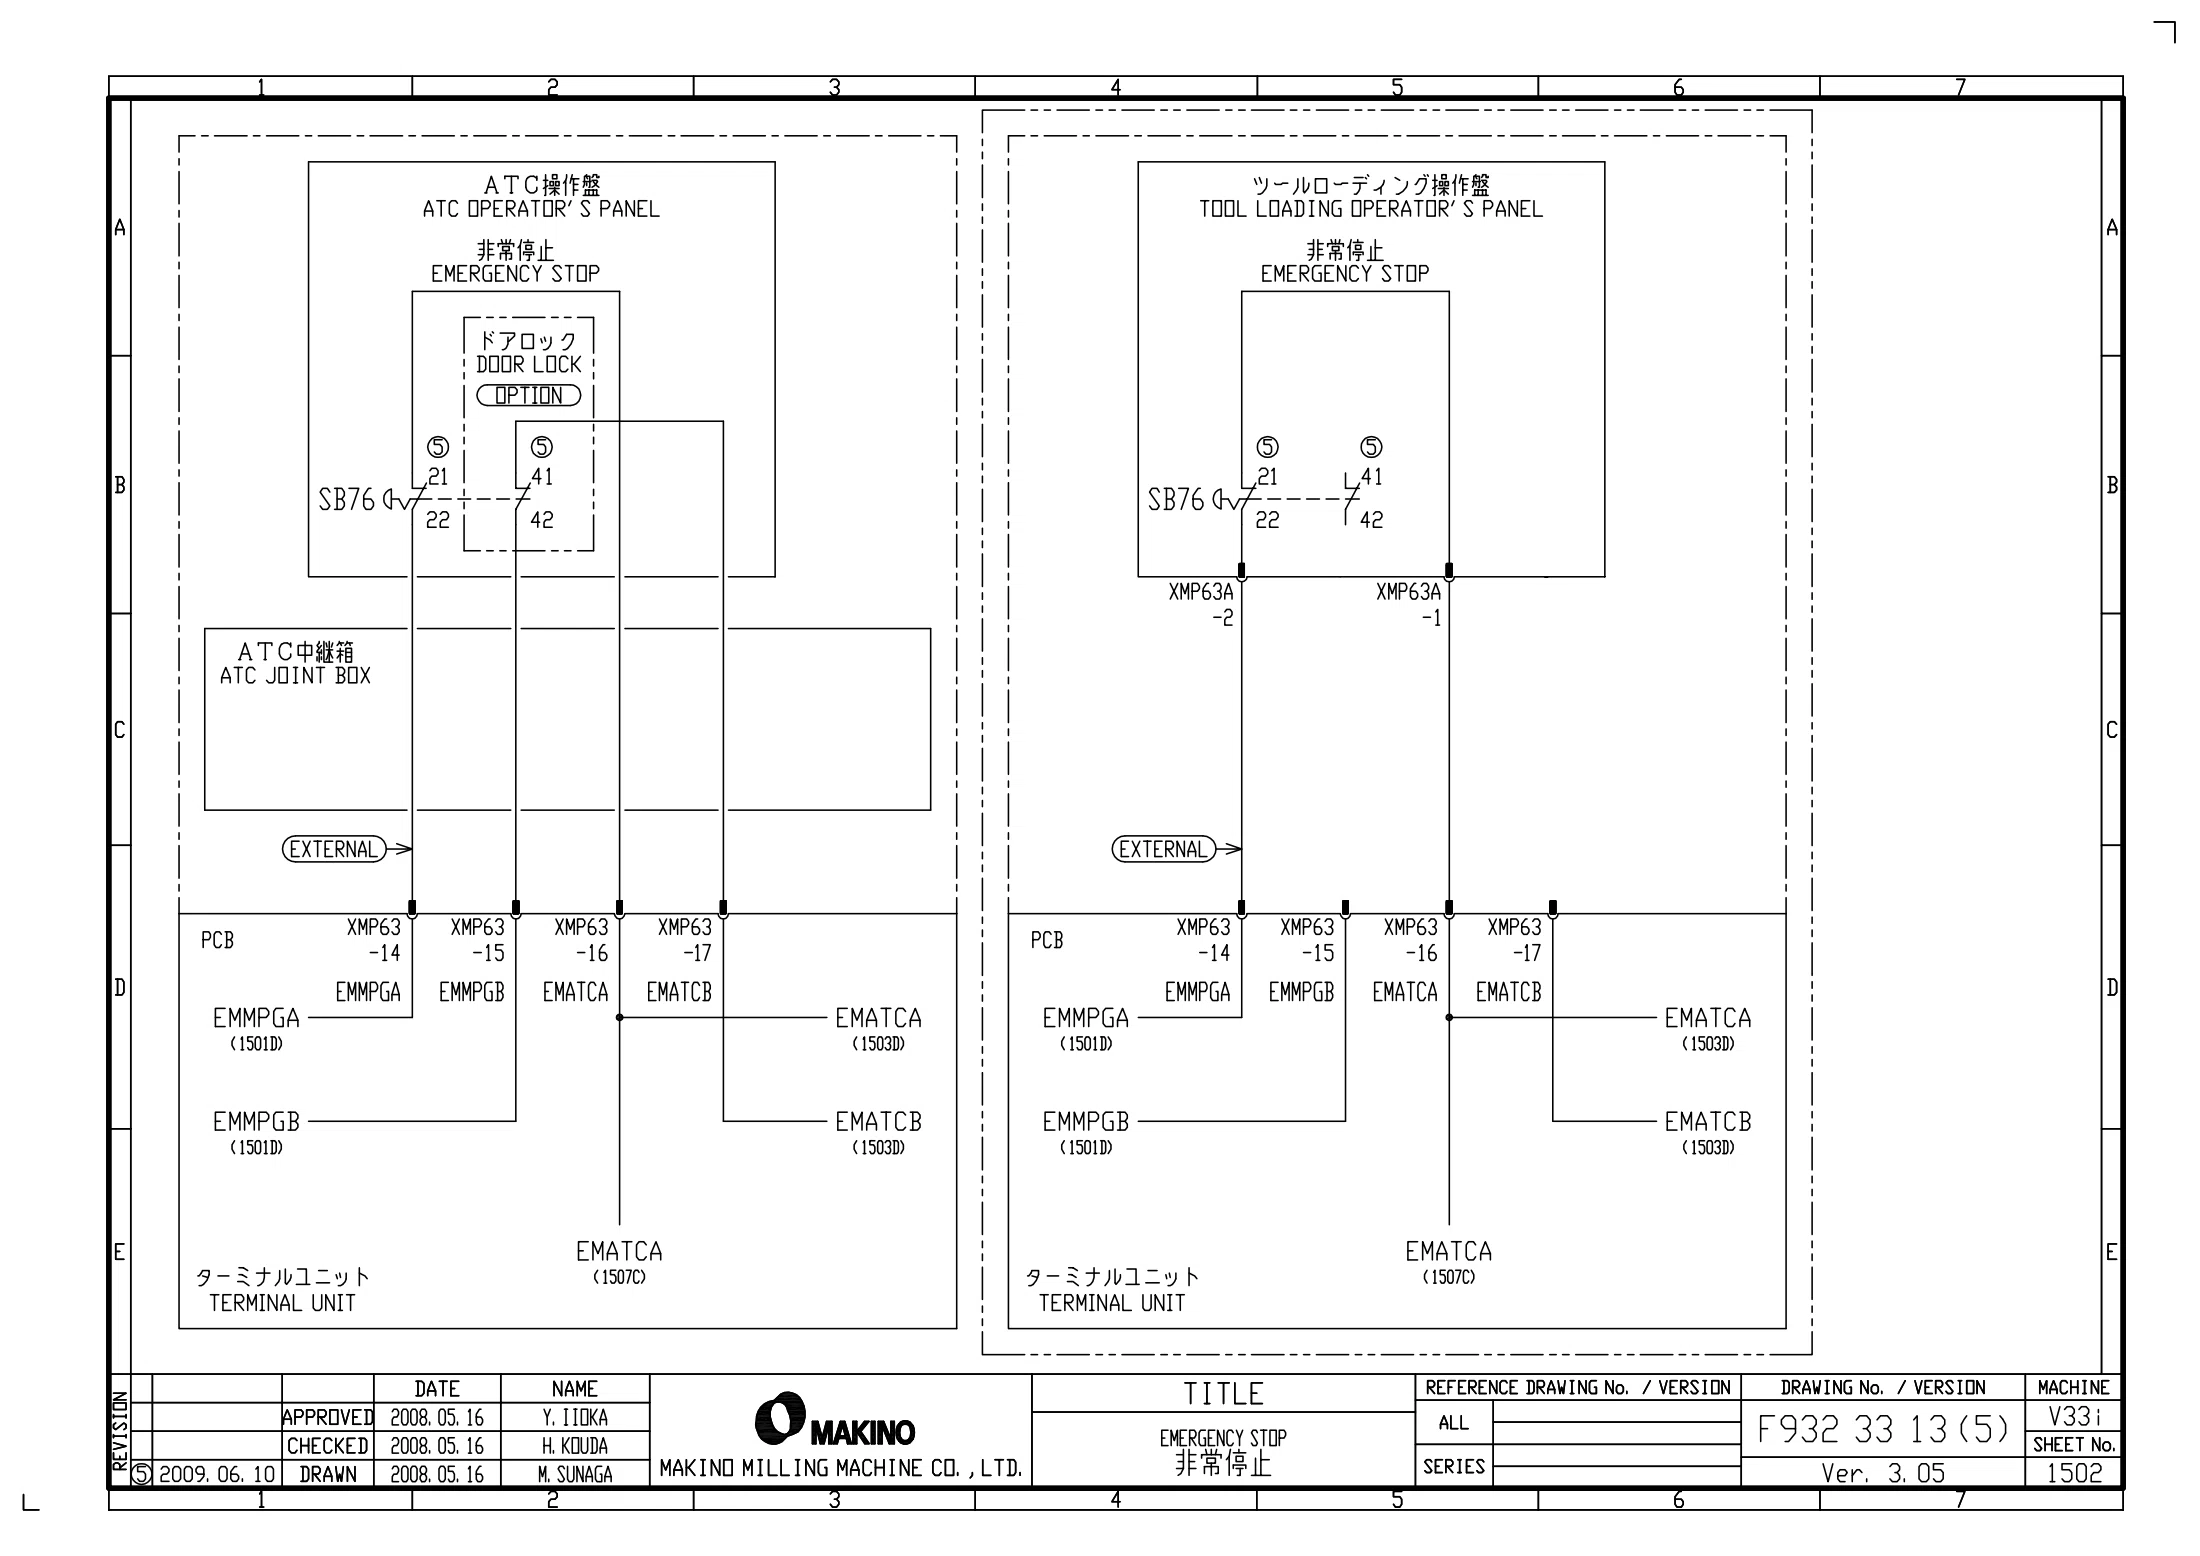 1 2 3 4 5 6 7
A
B
C
D
E
A
B
C
D
E
ATC操作盤
ATC OPERATOR'S PANEL
非常停止
EMERGENCY STOP
ドアロック
DOOR LOCK
OPTION
⑤ ⑤
21 41
SB76
22 42
ATC中継箱
ATC JOINT BOX
EXTERNAL
PCB
XMP63 XMP63 XMP63 XMP63
-14 -15 -16 -17
EMMPGA EMMPGB EMATCA EMATCB
EMMPGA EMATCA
(1501D) (1503D)
EMMPGB EMATCB
(1501D) (1503D)
EMATCA
(1507C)
ターミナルユニット
TERMINAL UNIT
ツールローディング操作盤
TOOL LOADING OPERATOR'S PANEL
非常停止
EMERGENCY STOP
⑤ ⑤
21 41
SB76
22 42
XMP63A XMP63A
-2 -1
EXTERNAL
PCB
XMP63 XMP63 XMP63 XMP63
-14 -15 -16 -17
EMMPGA EMMPGB EMATCA EMATCB
EMMPGA EMATCA
(1501D) (1503D)
EMMPGB EMATCB
(1501D) (1503D)
EMATCA
(1507C)
ターミナルユニット
TERMINAL UNIT
REVISION
DATE NAME
APPROVED 2008.05.16 Y.IIOKA
CHECKED 2008.05.16 H.KOUDA
⑤ 2009.06.10 DRAWN 2008.05.16 M.SUNAGA
MAKINO
MAKINO MILLING MACHINE CO.,LTD.
TITLE
EMERGENCY STOP
非常停止
REFERENCE DRAWING No. / VERSION
ALL
SERIES
DRAWING No. / VERSION
F932 33 13(5)
Ver. 3.05
MACHINE
V33i
SHEET No.
1502
1 2 3 4 5 6 7